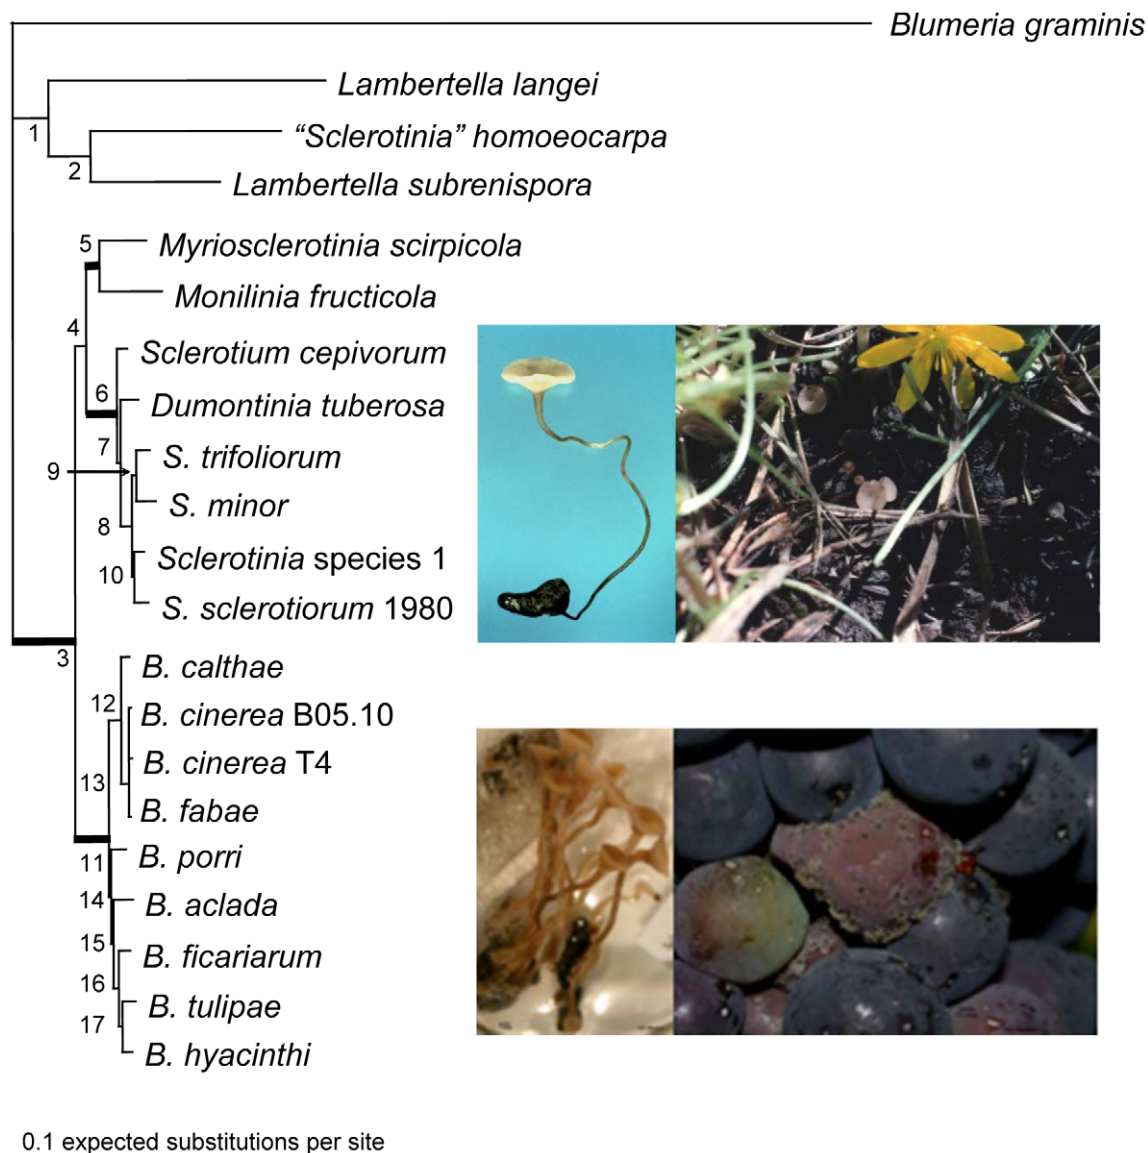 Blumeria graminis
Lambertella langei
1
“Sclerotinia” homoeocarpa
2
Lambertella subrenispora
5
Myriosclerotinia scirpicola
Monilinia fructicola
4
Sclerotium cepivorum
6
Dumontinia tuberosa
7
S. trifoliorum
9
S. minor
8
Sclerotinia species 1
10
S. sclerotiorum 1980
3
B. calthae
12
B. cinerea B05.10
B. cinerea T4
13
B. fabae
B. porri
11
B. aclada
14
15
B. ficariarum
16
B. tulipae
17
B. hyacinthi
0.1 expected substitutions per site